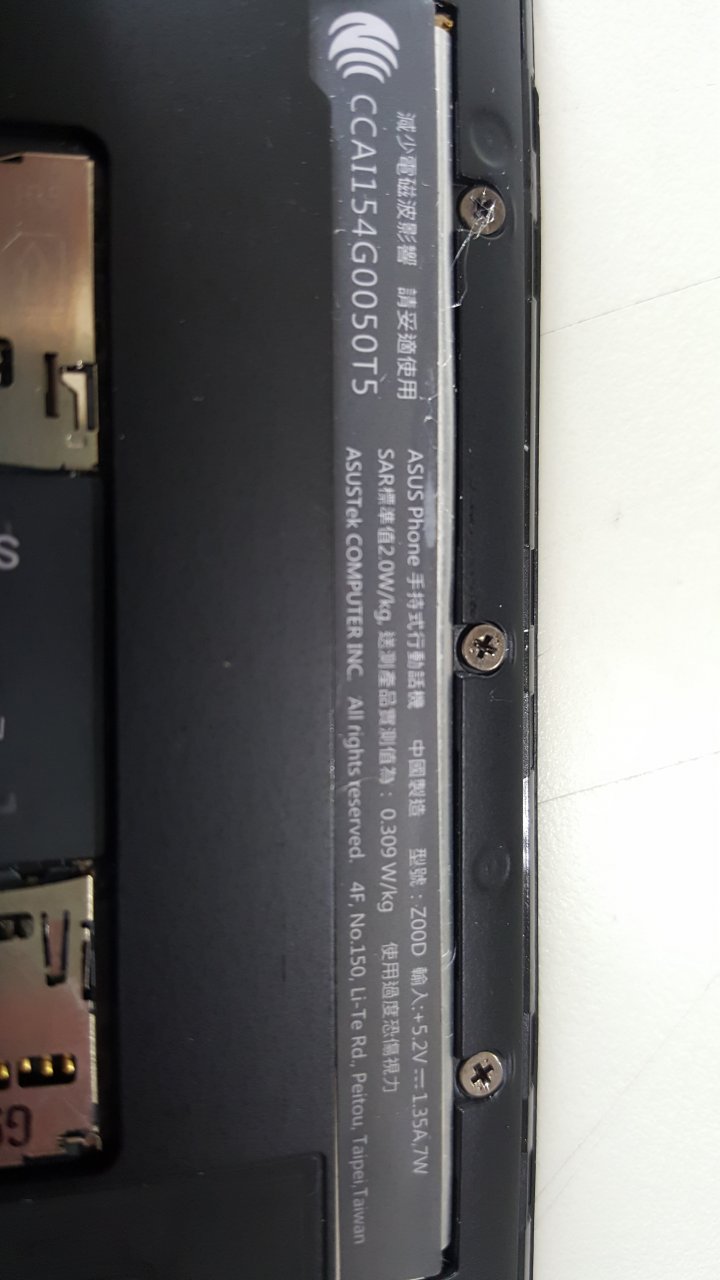 減少電磁波影響 請妥適使用
CCAI154G0050T5
ASUS Phone 手持式行動話機 中國製造 型號：Z00D 輸入:+5.2V⎓1.35A,7W
SAR標準值2.0W/kg, 送測產品實測值為：0.309 W/kg 使用過度恐傷視力
ASUSTek COMPUTER INC. All rights reserved. 4F, No.150, Li-Te Rd., Peitou, Taipei,Taiwan
S